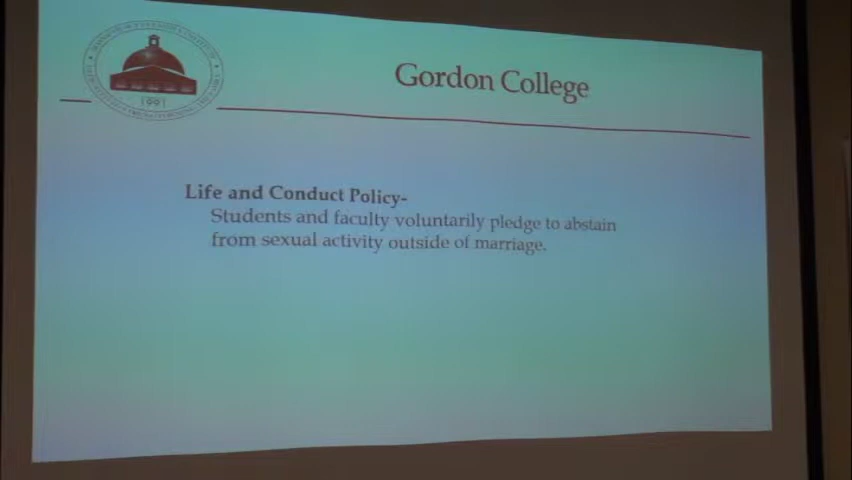 1991
Gordon College
Life and Conduct Policy-
Students and faculty voluntarily pledge to abstain
from sexual activity outside of marriage.